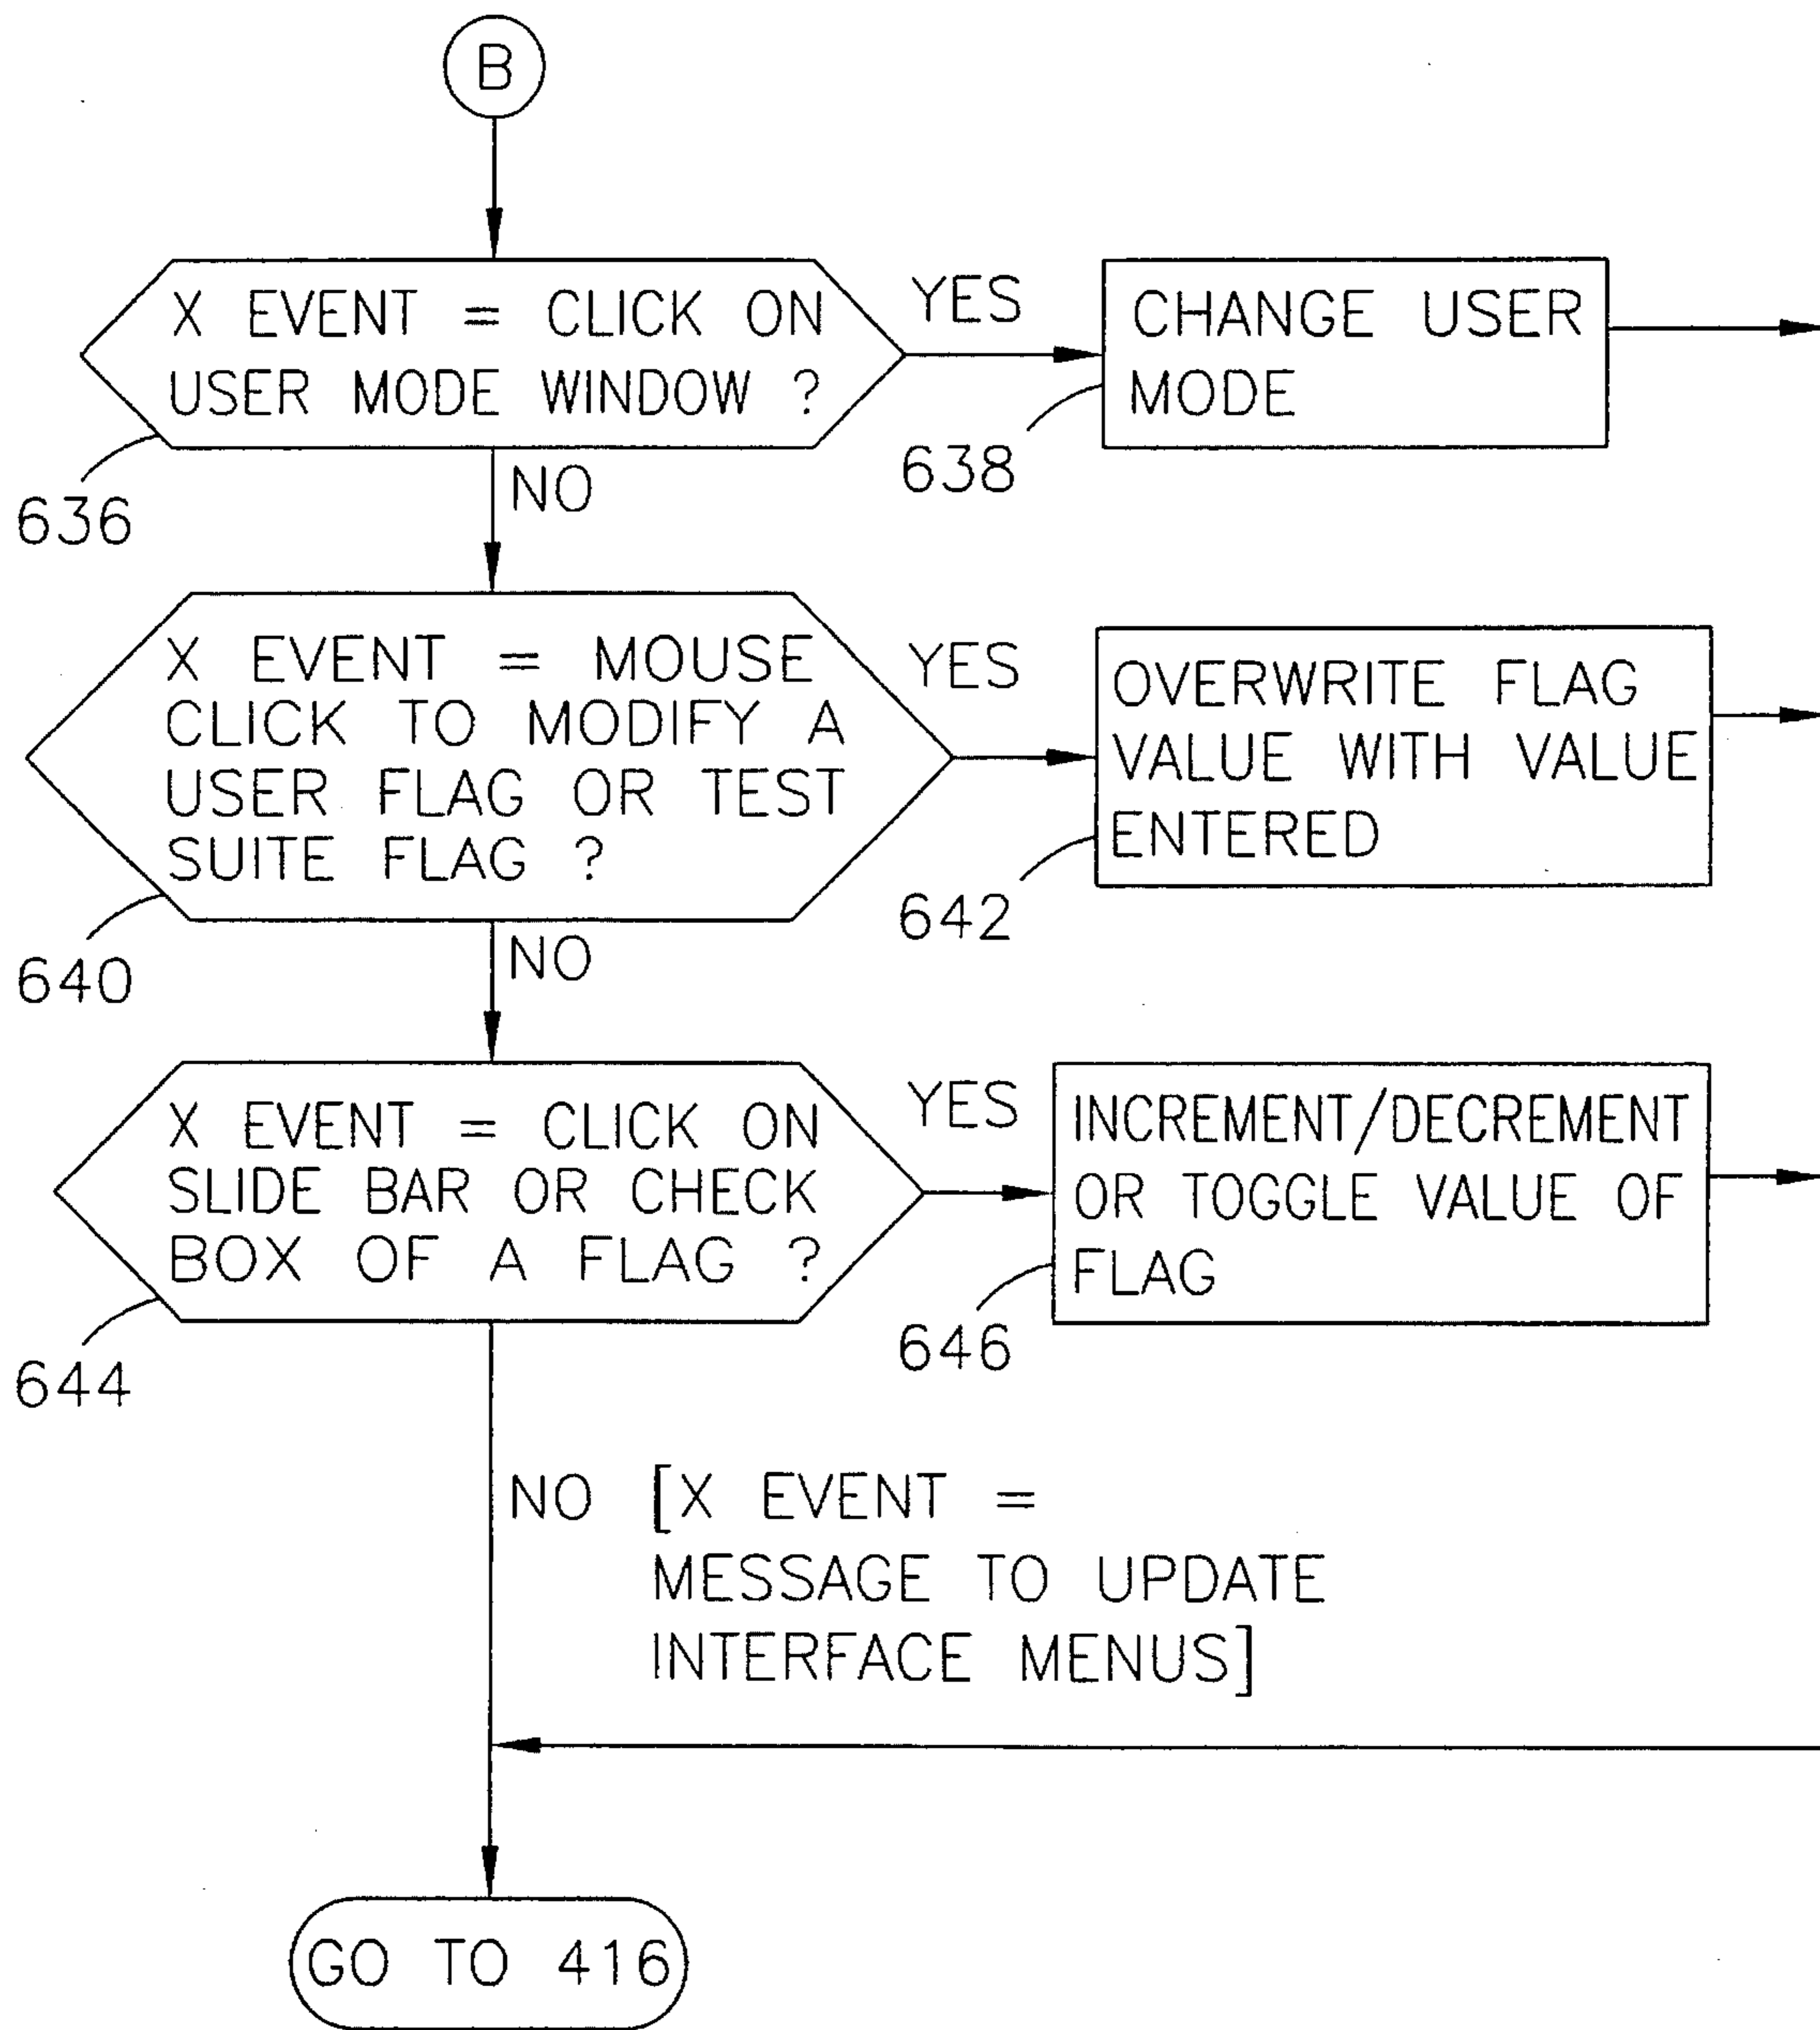 B
X EVENT = CLICK ON
USER MODE WINDOW ?
YES
CHANGE USER
MODE
636
638
NO
X EVENT = MOUSE
CLICK TO MODIFY A
USER FLAG OR TEST
SUITE FLAG ?
YES
OVERWRITE FLAG
VALUE WITH VALUE
ENTERED
640
642
NO
X EVENT = CLICK ON
SLIDE BAR OR CHECK
BOX OF A FLAG ?
YES
INCREMENT/DECREMENT
OR TOGGLE VALUE OF
FLAG
644
646
NO [X EVENT =
MESSAGE TO UPDATE
INTERFACE MENUS]
GO TO 416